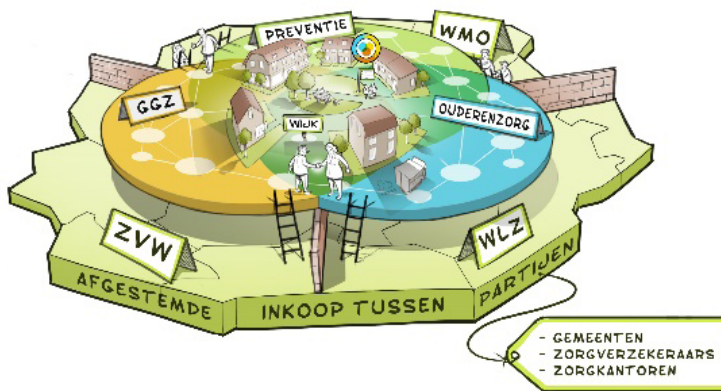 PREVENTIE
WMO
GGZ
OUDERENZORG
WIJK
ZVW
WLZ
AFGESTEMDE INKOOP TUSSEN PARTIJEN
- GEMEENTEN
- ZORGVERZEKERAARS
- ZORGKANTOREN